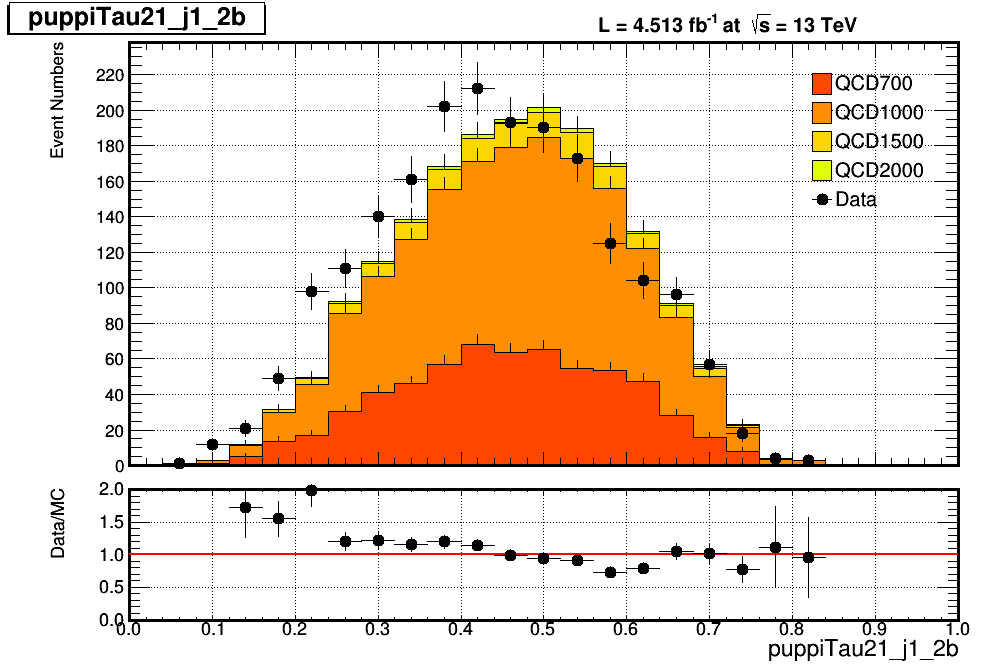 puppiTau21_j1_2b
L = 4.513 fb-1 at √s = 13 TeV
Event Numbers
220
200
180
160
140
120
100
80
60
40
20
0
QCD700
QCD1000
QCD1500
QCD2000
Data
Data/MC
2.0
1.5
1.0
0.5
0.0
0.0 0.1 0.2 0.3 0.4 0.5 0.6 0.7 0.8 0.9 1.0
puppiTau21_j1_2b